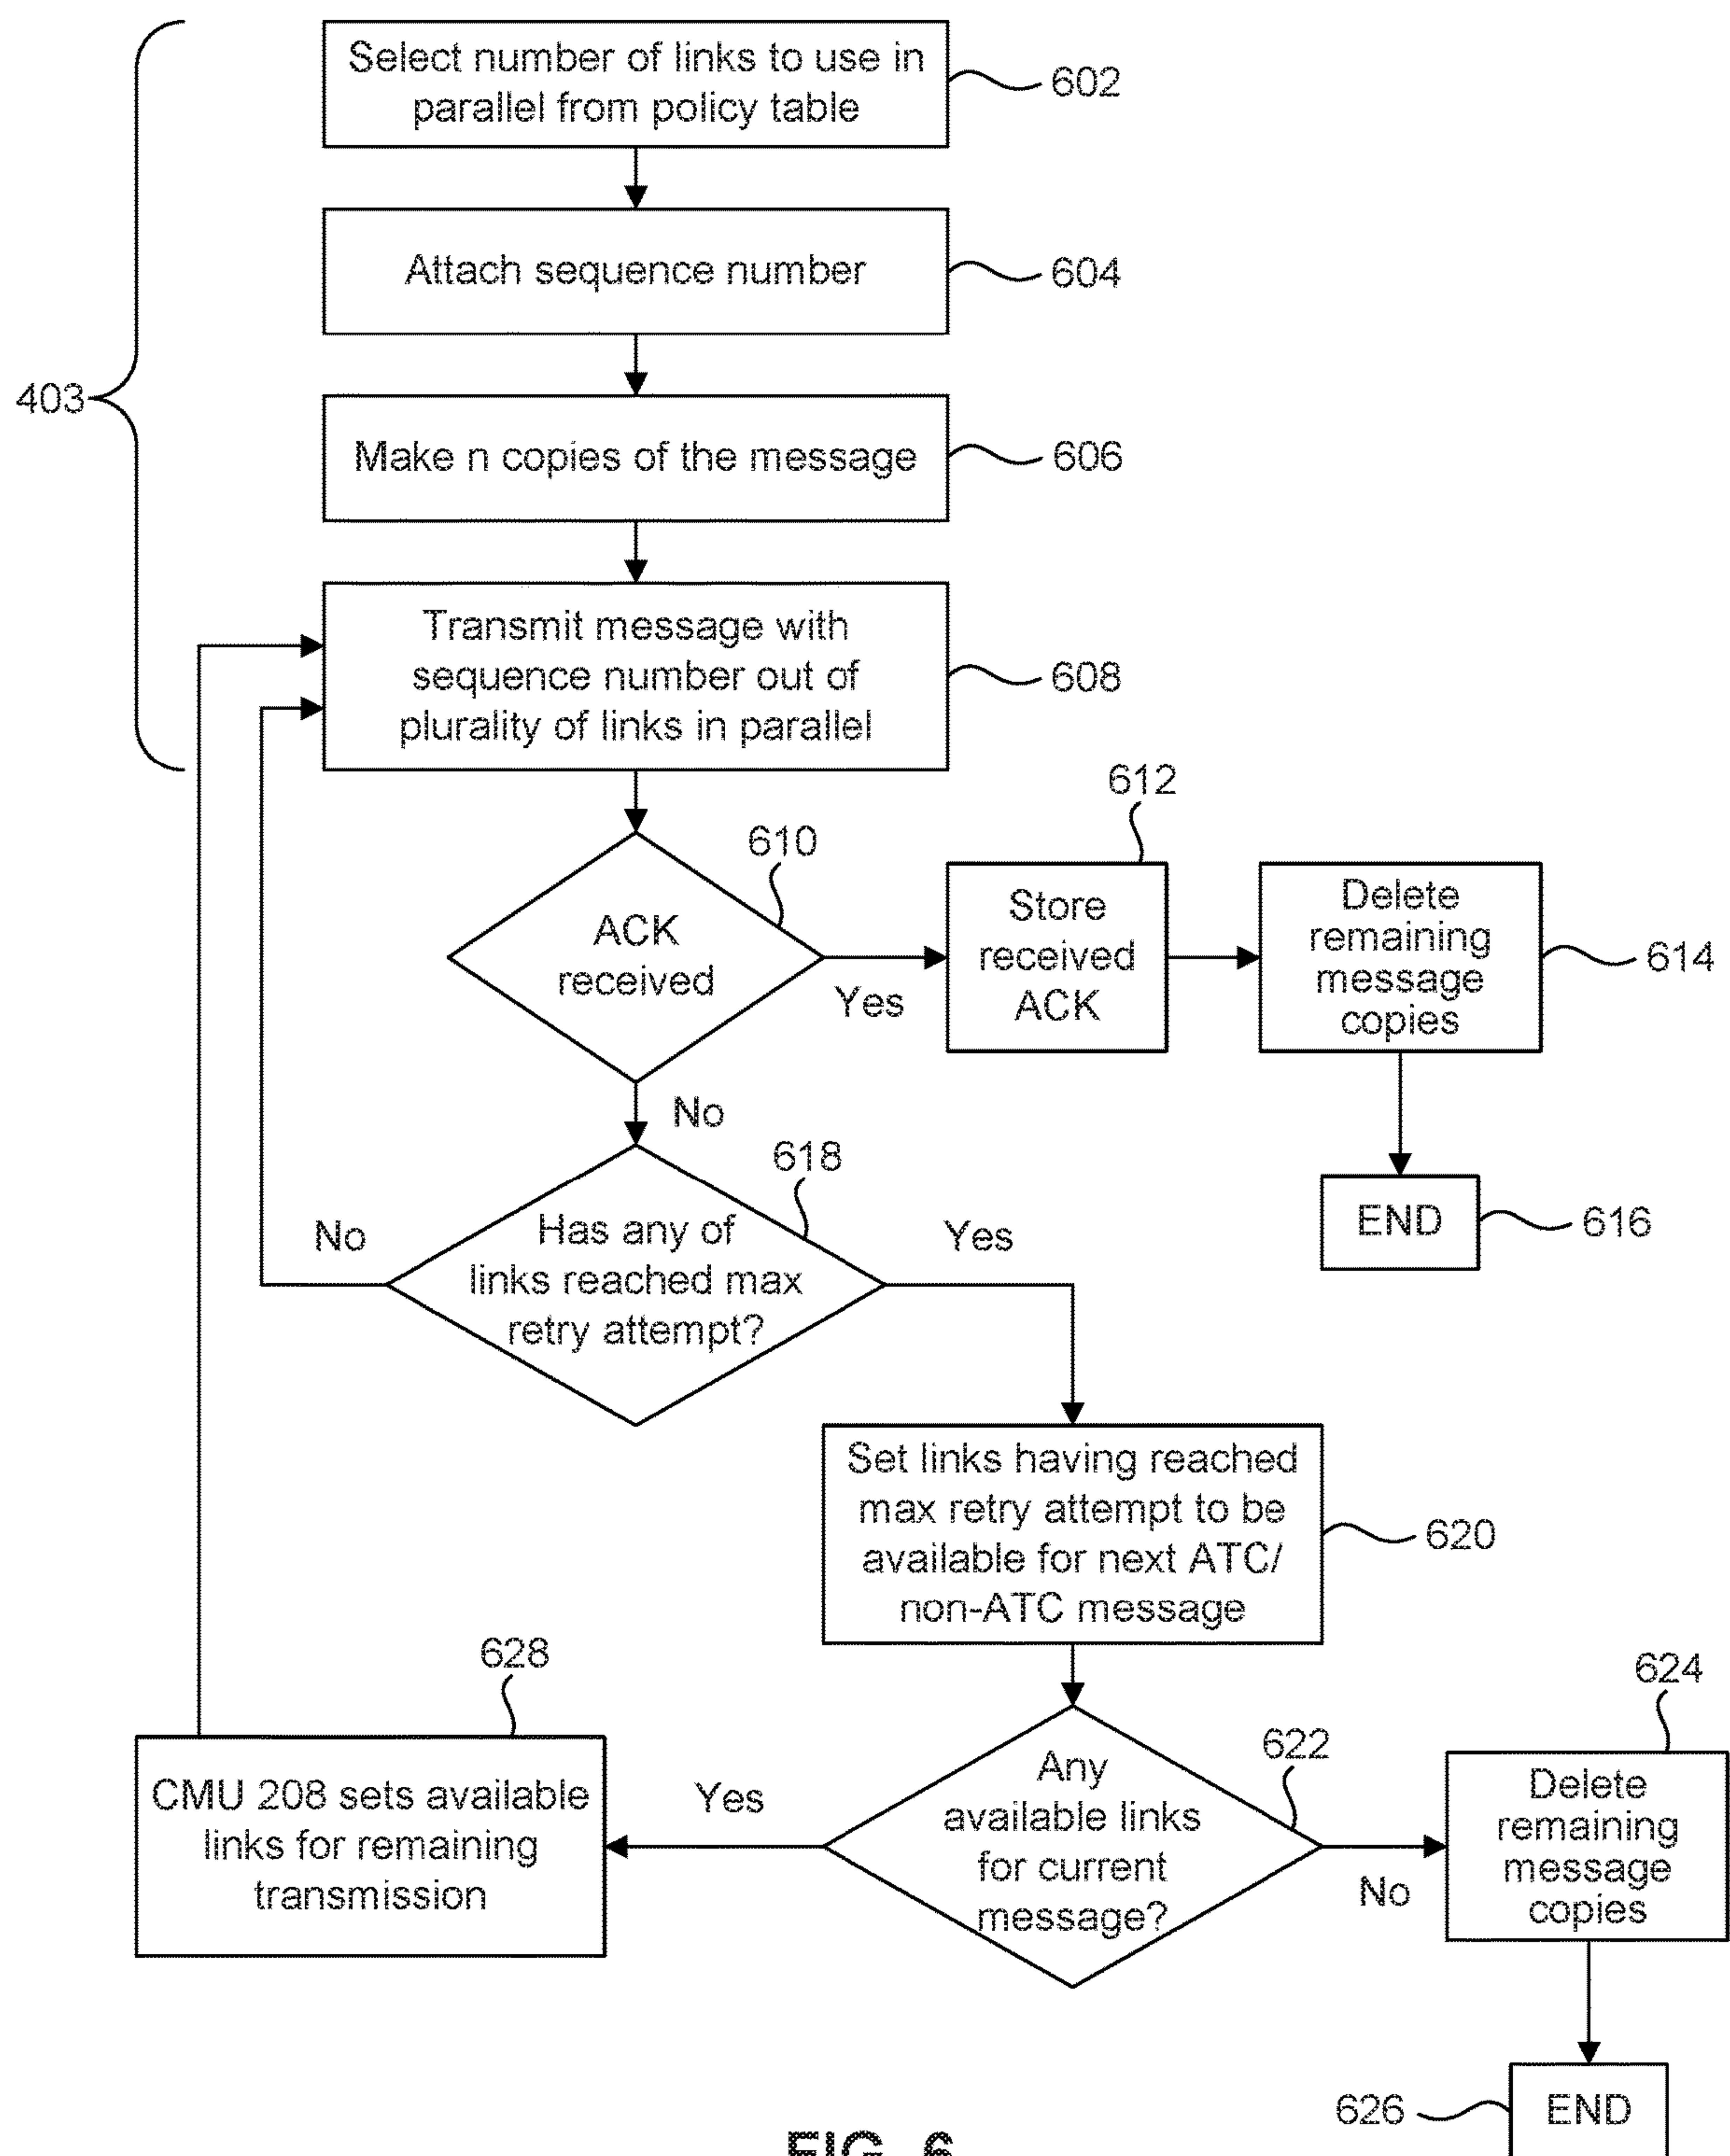 Select number of links to use in
parallel from policy table
602
Attach sequence number
604
403
Make n copies of the message
606
Transmit message with
sequence number out of
plurality of links in parallel
608
610
612
ACK
received
Yes
Store
received
ACK
Delete
remaining
message
copies
614
No
618
END
616
No
Has any of
links reached max
retry attempt?
Yes
Set links having reached
max retry attempt to be
available for next ATC/
non-ATC message
620
628
624
622
CMU 208 sets available
links for remaining
transmission
Yes
Any
available links
for current
message?
No
Delete
remaining
message
copies
626
END
FIG. 6